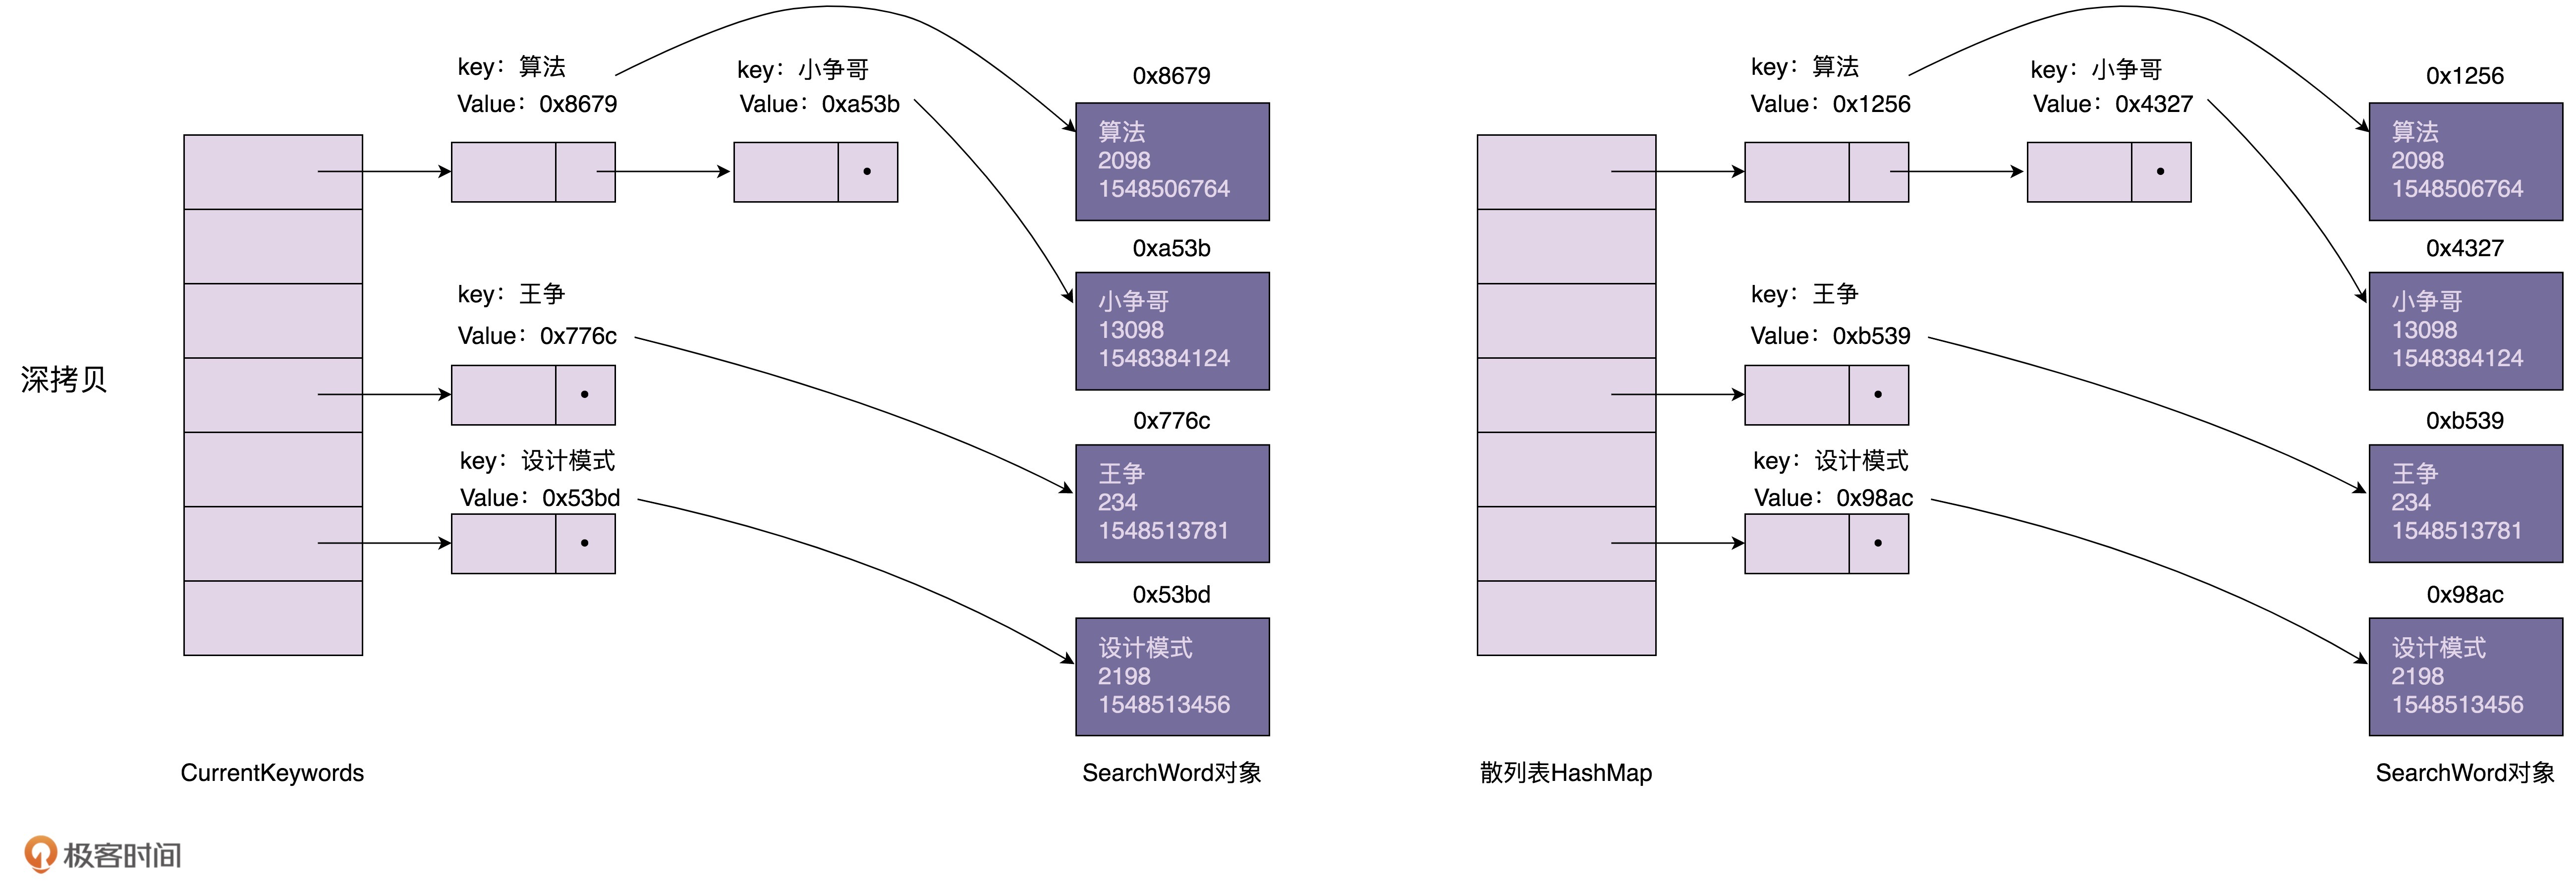 深拷贝
key：算法
Value：0x8679
key：小争哥
Value：0xa53b
key：王争
Value：0x776c
key：设计模式
Value：0x53bd
0x8679
算法
2098
1548506764
0xa53b
小争哥
13098
1548384124
0x776c
王争
234
1548513781
0x53bd
设计模式
2198
1548513456
CurrentKeywords
SearchWord对象
key：算法
Value：0x1256
key：小争哥
Value：0x4327
key：王争
Value：0xb539
key：设计模式
Value：0x98ac
0x1256
算法
2098
1548506764
0x4327
小争哥
13098
1548384124
0xb539
王争
234
1548513781
0x98ac
设计模式
2198
1548513456
散列表HashMap
SearchWord对象
极客时间